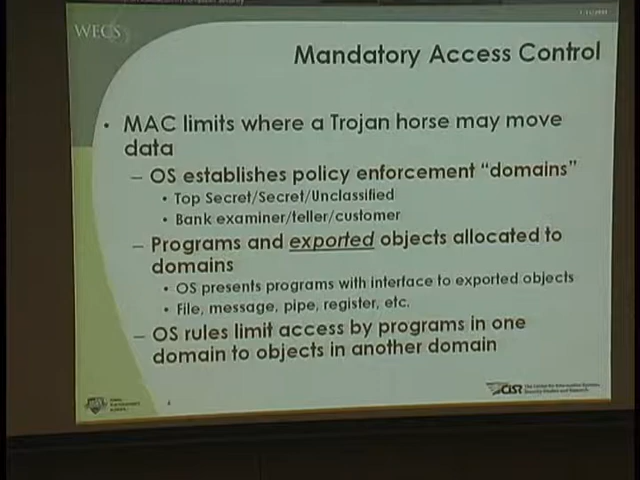 WECS
Mandatory Access Control
• MAC limits where a Trojan horse may move
data
– OS establishes policy enforcement “domains”
• Top Secret/Secret/Unclassified
• Bank examiner/teller/customer
– Programs and exported objects allocated to
domains
• OS presents programs with interface to exported objects
• File, message, pipe, register, etc.
– OS rules limit access by programs in one
domain to objects in another domain
CISR